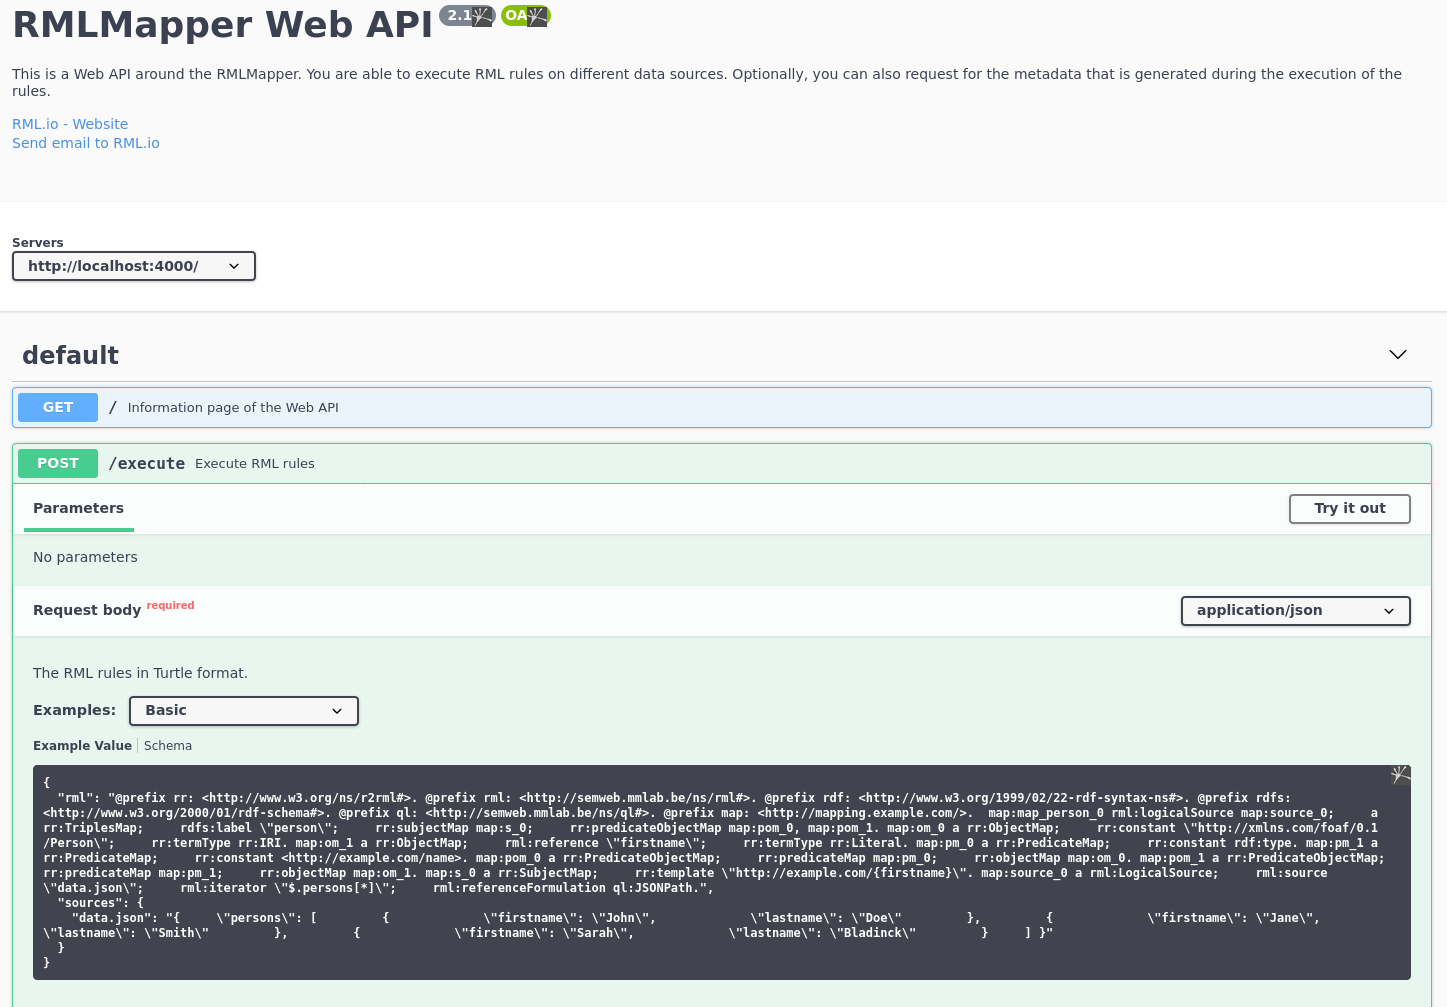 RMLMapper Web API 2.1 OA
This is a Web API around the RMLMapper. You are able to execute RML rules on different data sources. Optionally, you can also request for the metadata that is generated during the execution of the
rules.
RML.io - Website
Send email to RML.io
Servers
http://localhost:4000/
default
GET / Information page of the Web API
POST /execute Execute RML rules
Parameters Try it out
No parameters
Request body required application/json
The RML rules in Turtle format.
Examples: Basic
Example Value Schema
{
"rml": "@prefix rr: <http://www.w3.org/ns/r2rml#>. @prefix rml: <http://semweb.mmlab.be/ns/rml#>. @prefix rdf: <http://www.w3.org/1999/02/22-rdf-syntax-ns#>. @prefix rdfs:
<http://www.w3.org/2000/01/rdf-schema#>. @prefix ql: <http://semweb.mmlab.be/ns/ql#>. @prefix map: <http://mapping.example.com/>.  map:map_person_0 rml:logicalSource map:source_0;     a
rr:TriplesMap;     rdfs:label \"person\";     rr:subjectMap map:s_0;     rr:predicateObjectMap map:pom_0, map:pom_1. map:om_0 a rr:ObjectMap;     rr:constant \"http://xmlns.com/foaf/0.1
/Person\";     rr:termType rr:IRI. map:om_1 a rr:ObjectMap;     rml:reference \"firstname\";     rr:termType rr:Literal. map:pm_0 a rr:PredicateMap;     rr:constant rdf:type. map:pm_1 a
rr:PredicateMap;     rr:constant <http://example.com/name>. map:pom_0 a rr:PredicateObjectMap;     rr:predicateMap map:pm_0;     rr:objectMap map:om_0. map:pom_1 a rr:PredicateObjectMap;
rr:predicateMap map:pm_1;     rr:objectMap map:om_1. map:s_0 a rr:SubjectMap;     rr:template \"http://example.com/{firstname}\". map:source_0 a rml:LogicalSource;     rml:source
\"data.json\";     rml:iterator \"$.persons[*]\";     rml:referenceFormulation ql:JSONPath.",
"sources": {
"data.json": "{     \"persons\": [         {             \"firstname\": \"John\",             \"lastname\": \"Doe\"         },         {             \"firstname\": \"Jane\",
\"lastname\": \"Smith\"         },         {             \"firstname\": \"Sarah\",             \"lastname\": \"Bladinck\"         }     ] }"
}
}